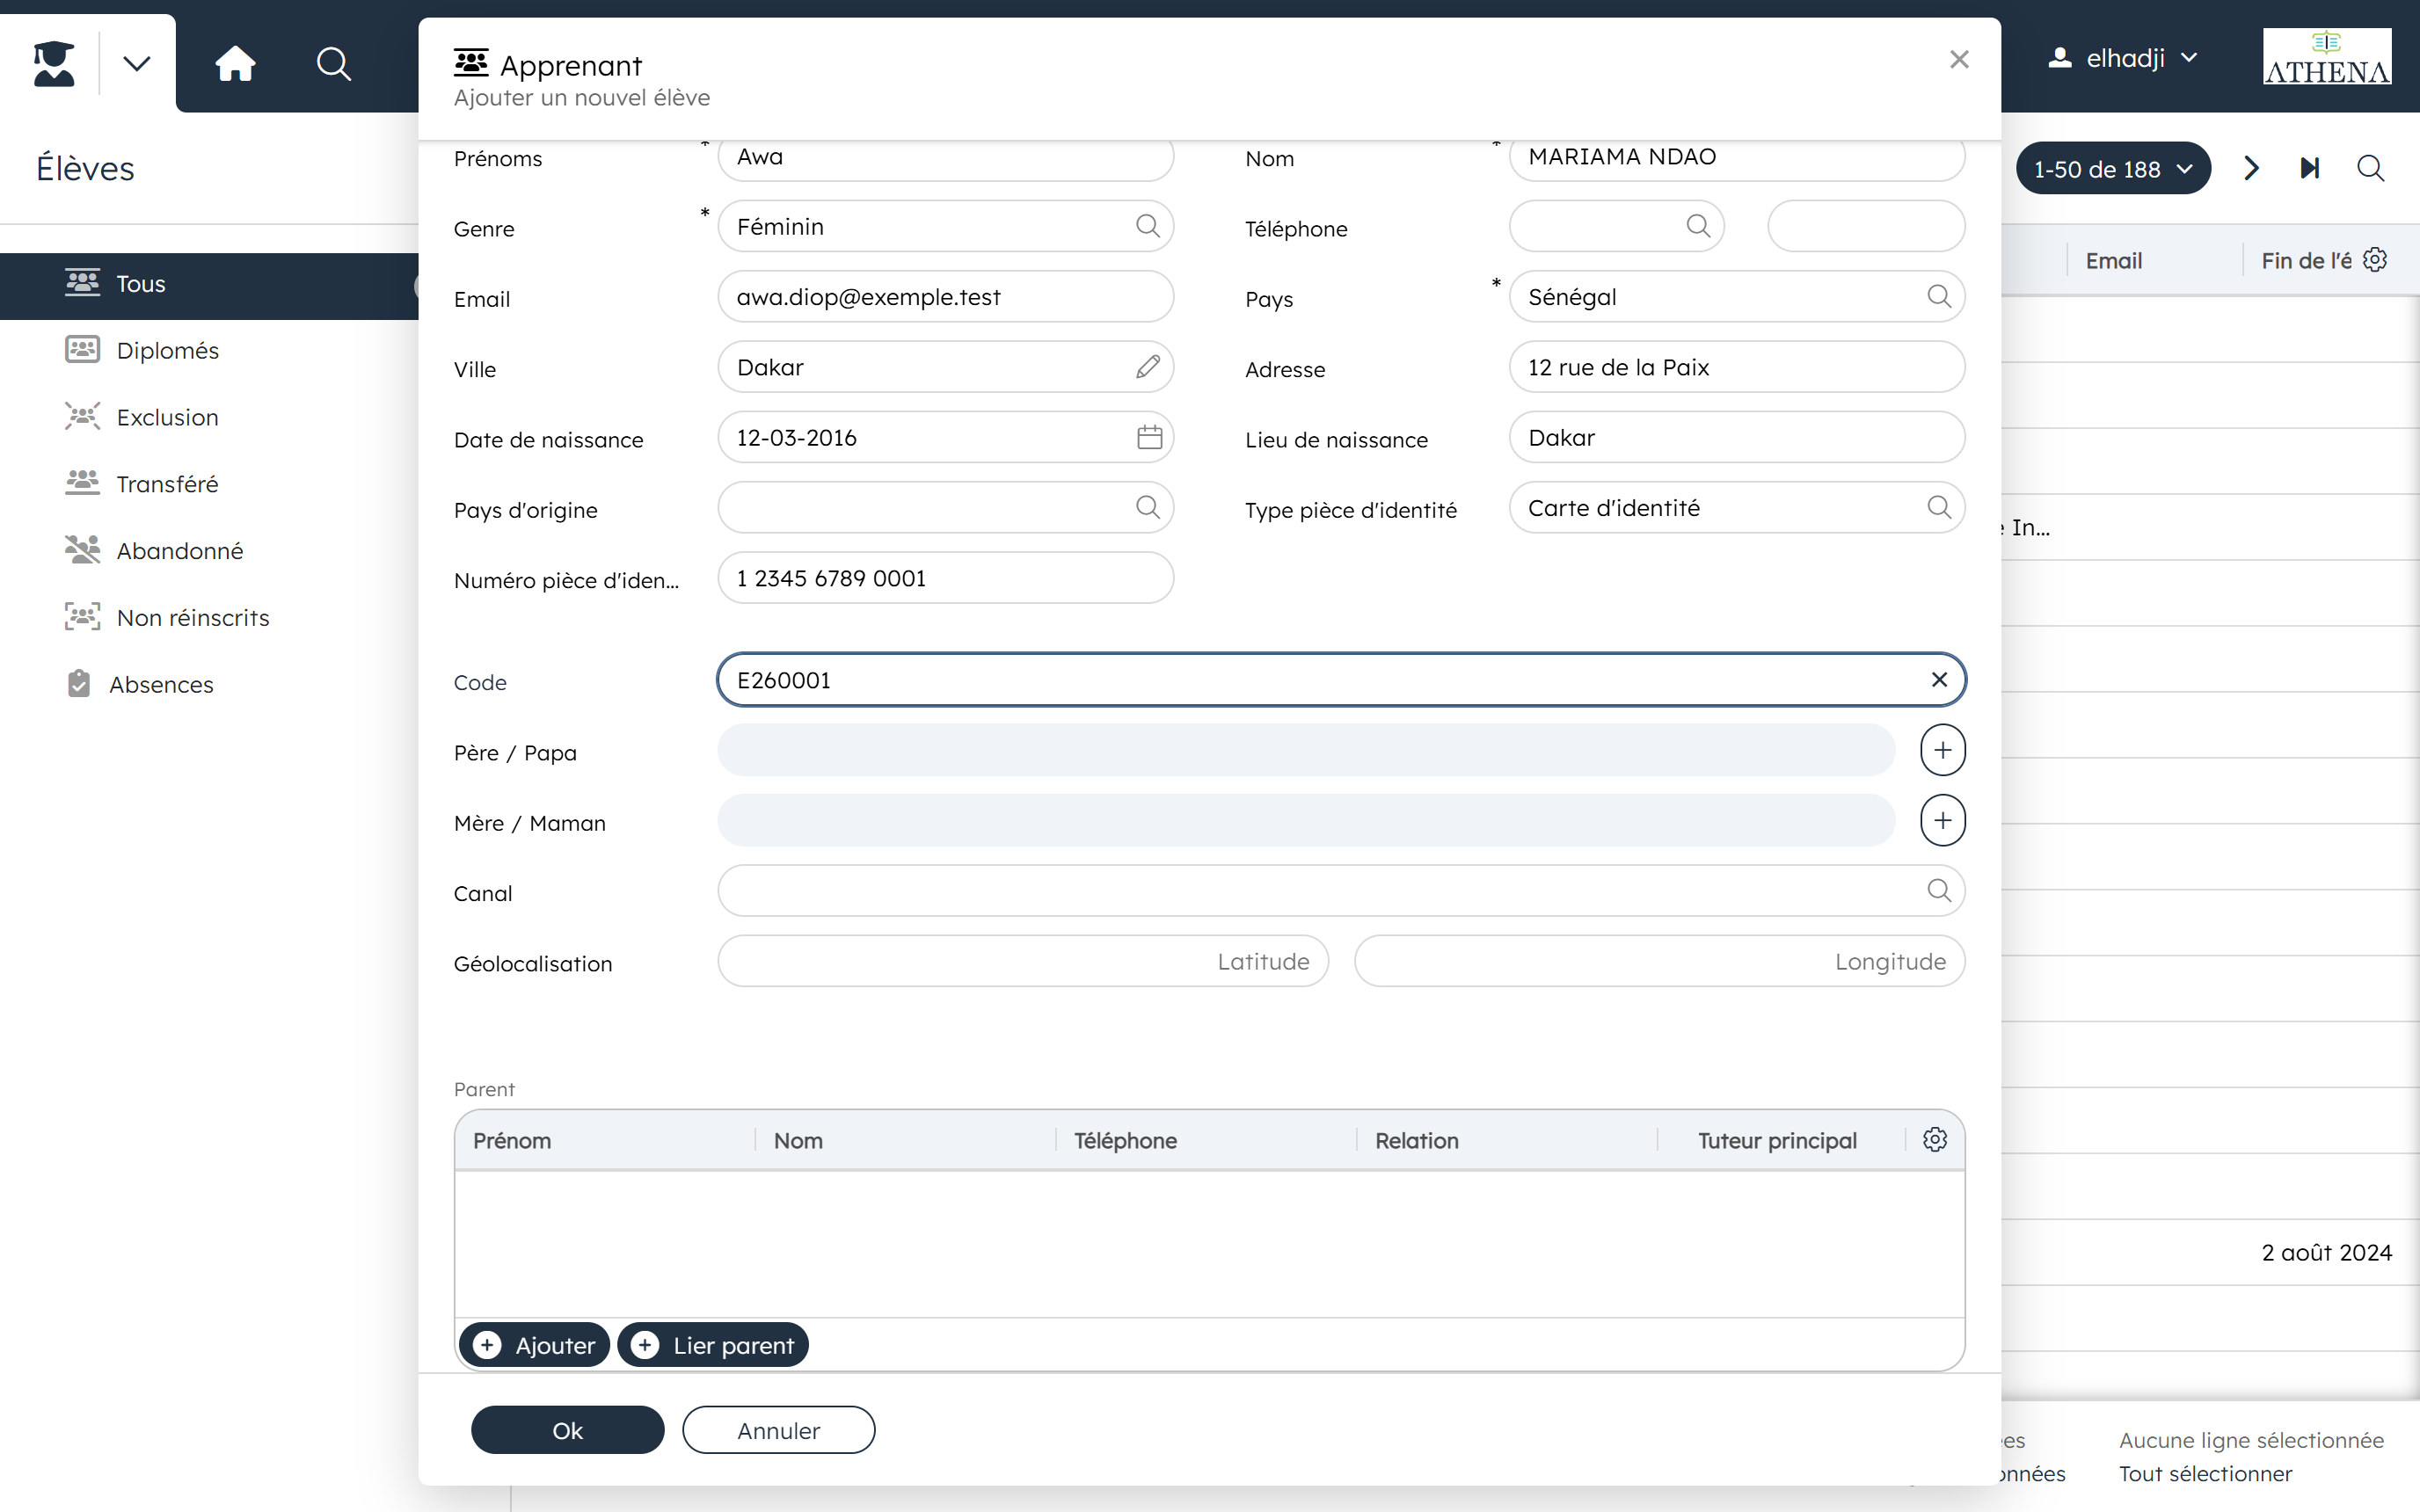 Apprenant
Ajouter un nouvel élève
elhadji
ATHENA
Élèves
1-50 de 188
Tous
Diplomés
Exclusion
Transféré
Abandonné
Non réinscrits
Absences
Prénoms * Awa
Nom * MARIAMA NDAO
Genre * Féminin
Téléphone
Email awa.diop@exemple.test
Pays * Sénégal
Ville Dakar
Adresse 12 rue de la Paix
Date de naissance 12-03-2016
Lieu de naissance Dakar
Pays d'origine
Type pièce d'identité Carte d'identité
Numéro pièce d'iden... 1 2345 6789 0001
Code E260001
Père / Papa
Mère / Maman
Canal
Géolocalisation Latitude Longitude
Parent
Prénom Nom Téléphone Relation Tuteur principal
Ajouter Lier parent
Ok Annuler
Email Fin de l'é
In...
2 août 2024
Aucune ligne sélectionnée
Tout sélectionner